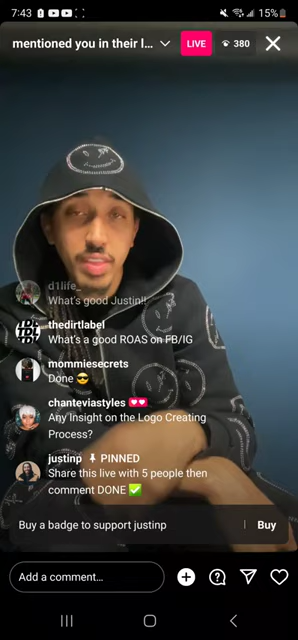 7:43 15%
mentioned you in their l... LIVE 380
d1life_
What's good Justin!!
thedirtlabel
What's a good ROAS on FB/IG
mommiesecrets
Done 😎
chanteviastyles
Any Insight on the Logo Creating
Process?
justinp PINNED
Share this live with 5 people then
comment DONE ✅
Buy a badge to support justinp Buy
Add a comment...